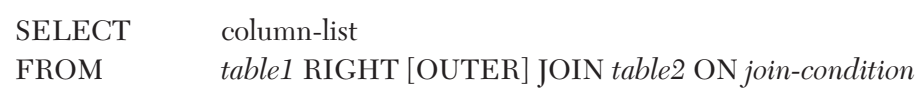 SELECT column-list
FROM table1 RIGHT [OUTER] JOIN table2 ON join-condition